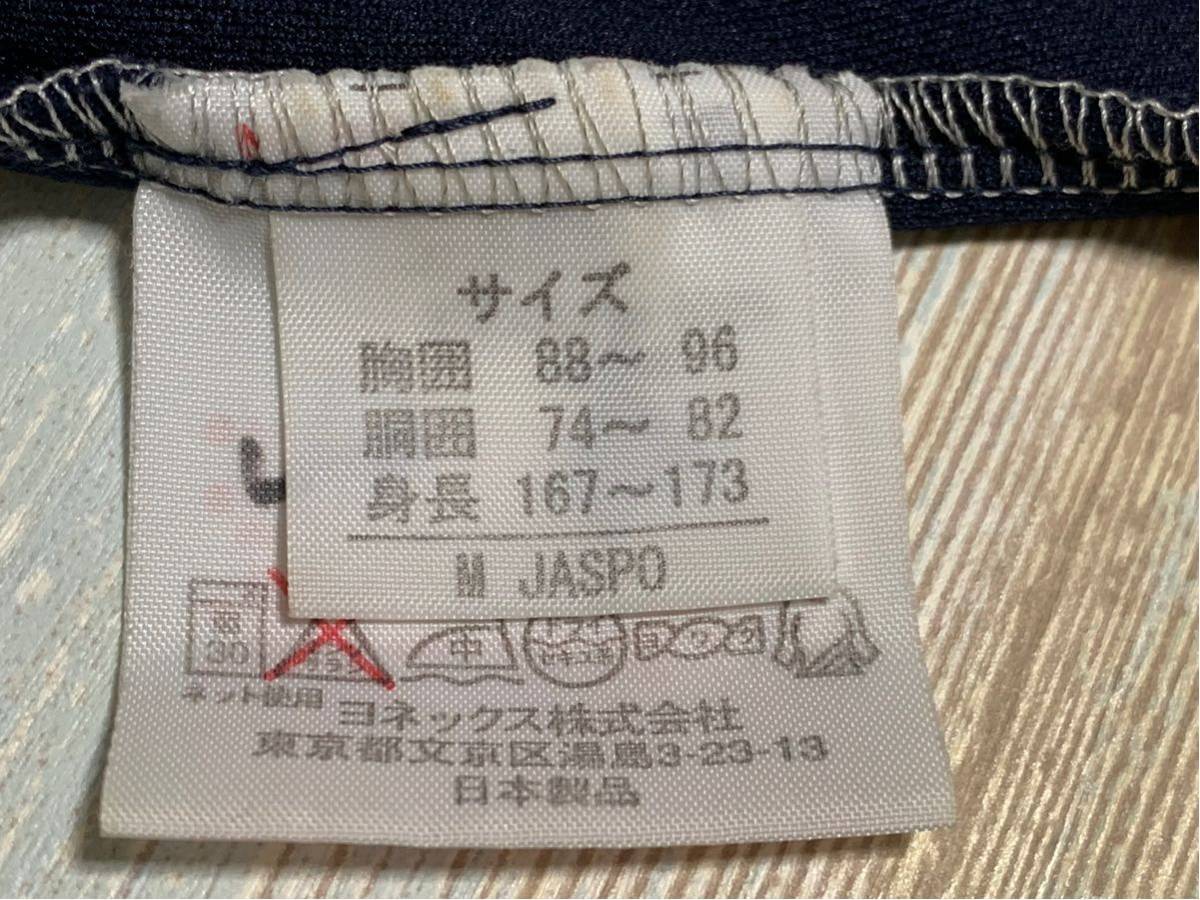 サイズ
胸囲 88～ 96
胴囲 74～ 82
身長 167～173
M JASPO
30
中
ネット使用
ヨネックス株式会社
東京都文京区湯島3-23-13
日本製品